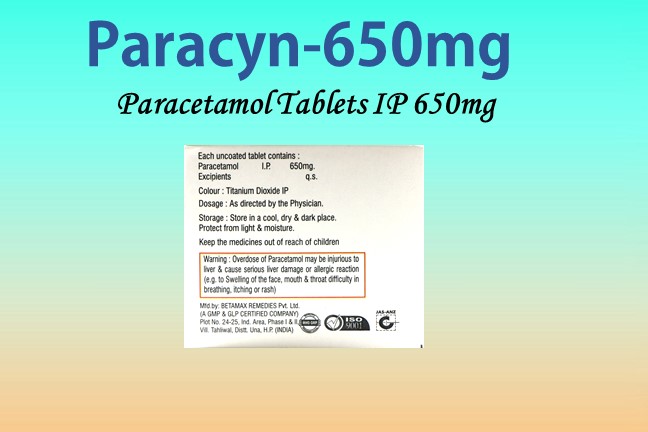 Paracyn-650mg
Paracetamol Tablets IP 650mg
Each uncoated tablet contains :
Paracetamol I.P. 650mg.
Excipients q.s.
Colour : Titanium Dioxide IP
Dosage : As directed by the Physician.
Storage : Store in a cool, dry & dark place.
Protect from light & moisture.
Keep the medicines out of reach of children
Warning : Overdose of Paracetamol may be injurious to
liver & cause serious liver damage or allergic reaction
(e.g. to Swelling of the face, mouth & throat difficulty in
breathing, itching or rash)
Mfd.by: BETAMAX REMEDIES Pvt. Ltd.
(A GMP & GLP CERTIFIED COMPANY)
Plot No. 24-25, Ind. Area, Phase I & II,
Vill. Tahliwal, Distt. Una, H.P. (INDIA)
WHO GMP
ISO
9001
JAS-ANZ